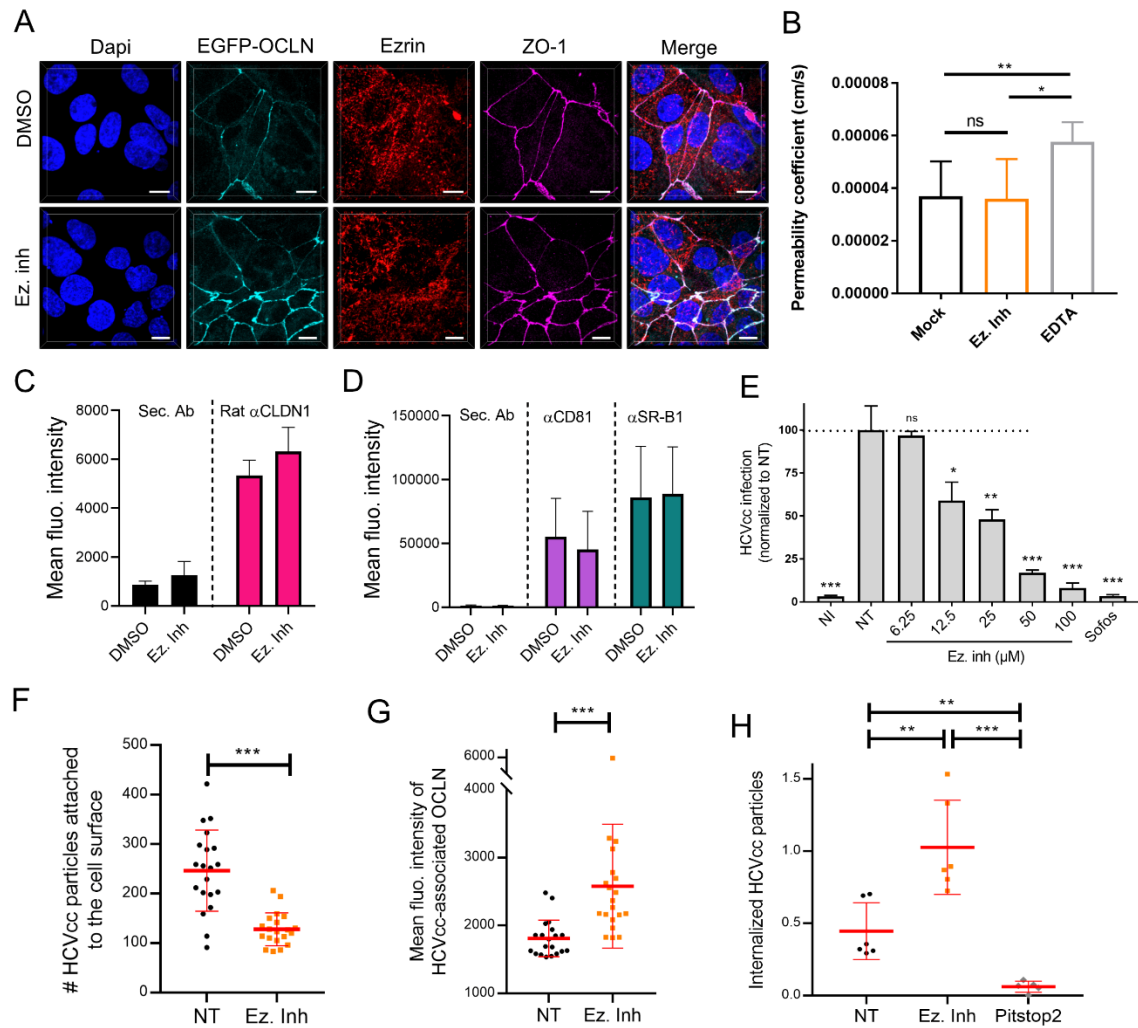 A
Dapi EGFP-OCLN Ezrin ZO-1 Merge
DMSO
Ez. inh
B
Permeability coefficient (cm/s)
0.00008
0.00006
0.00004
0.00002
0.00000
**
*
ns
Mock Ez. Inh EDTA
C
Mean fluo. intensity
8000
6000
4000
2000
0
Sec. Ab Rat αCLDN1
DMSO Ez. Inh DMSO Ez. Inh
D
Mean fluo. intensity
150000
100000
50000
0
Sec. Ab αCD81 αSR-B1
DMSO Ez. Inh DMSO Ez. Inh DMSO Ez. Inh
E
HCVcc infection
(normalized to NT)
100
75
50
25
0
*** ns * ** *** *** ***
NI NT 6.25 12.5 25 50 100 Sofos
Ez. inh (µM)
F
# HCVcc particles attached
to the cell surface
500
400
300
200
100
0
***
NT Ez. Inh
G
Mean fluo. intensity of
HCVcc-associated OCLN
6000
4000
3000
2000
1000
***
NT Ez. Inh
H
Internalized HCVcc particles
1.5
1.0
0.5
0.0
**
** ***
NT Ez. Inh Pitstop2